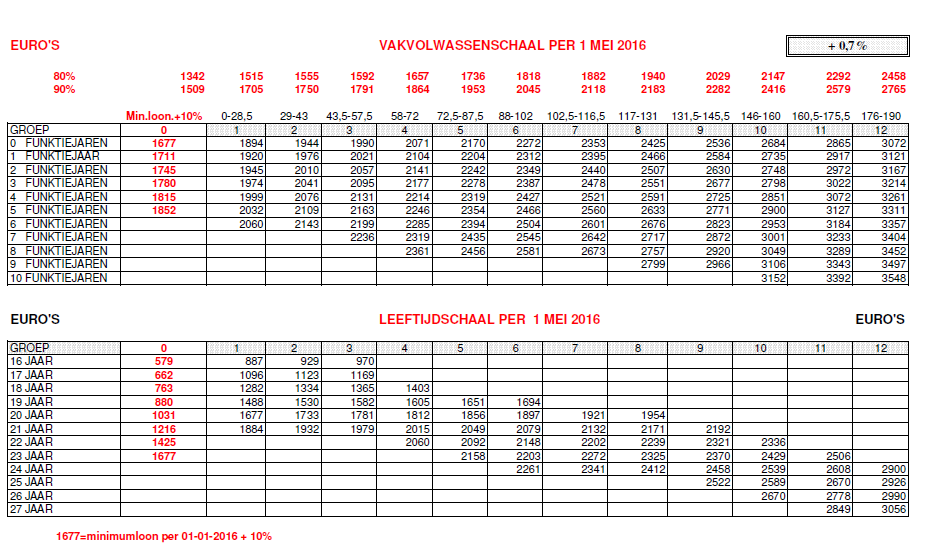 EURO'S VAKVOLWASSENSCHAAL PER 1 MEI 2016 + 0,7%
80% 1342 1515 1555 1592 1657 1736 1818 1882 1940 2029 2147 2292 2458
90% 1509 1705 1750 1791 1864 1953 2045 2118 2183 2282 2416 2579 2765
Min.loon.+10% 0-28,5 29-43 43,5-57,5 58-72 72,5-87,5 88-102 102,5-116,5 117-131 131,5-145,5 146-160 160,5-175,5 176-190
GROEP 0 1 2 3 4 5 6 7 8 9 10 11 12
0 FUNKTIEJAREN 1677 1894 1944 1990 2071 2170 2272 2353 2425 2536 2684 2865 3072
1 FUNKTIEJAAR 1711 1920 1976 2021 2104 2204 2312 2395 2466 2584 2735 2917 3121
2 FUNKTIEJAREN 1745 1945 2010 2057 2141 2242 2349 2440 2507 2630 2748 2972 3167
3 FUNKTIEJAREN 1780 1974 2041 2095 2177 2278 2387 2478 2551 2677 2798 3022 3214
4 FUNKTIEJAREN 1815 1999 2076 2131 2214 2319 2427 2521 2591 2725 2851 3072 3261
5 FUNKTIEJAREN 1852 2032 2109 2163 2246 2354 2466 2560 2633 2771 2900 3127 3311
6 FUNKTIEJAREN 2060 2143 2199 2285 2394 2504 2601 2676 2823 2953 3184 3357
7 FUNKTIEJAREN 2236 2319 2435 2545 2642 2717 2872 3001 3233 3404
8 FUNKTIEJAREN 2361 2456 2581 2673 2757 2920 3049 3289 3452
9 FUNKTIEJAREN 2799 2966 3106 3343 3497
10 FUNKTIEJAREN 3152 3392 3548
EURO'S LEEFTIJDSCHAAL PER 1 MEI 2016 EURO'S
GROEP 0 1 2 3 4 5 6 7 8 9 10 11 12
16 JAAR 579 887 929 970
17 JAAR 662 1096 1123 1169
18 JAAR 763 1282 1334 1365 1403
19 JAAR 880 1488 1530 1582 1605 1651 1694
20 JAAR 1031 1677 1733 1781 1812 1856 1897 1921 1954
21 JAAR 1216 1884 1932 1979 2015 2049 2079 2132 2171 2192
22 JAAR 1425 2060 2092 2148 2202 2239 2321 2336
23 JAAR 1677 2158 2203 2272 2325 2370 2429 2506
24 JAAR 2261 2341 2412 2458 2539 2608 2900
25 JAAR 2522 2589 2670 2926
26 JAAR 2670 2778 2990
27 JAAR 2849 3056
1677=minimumloon per 01-01-2016 + 10%